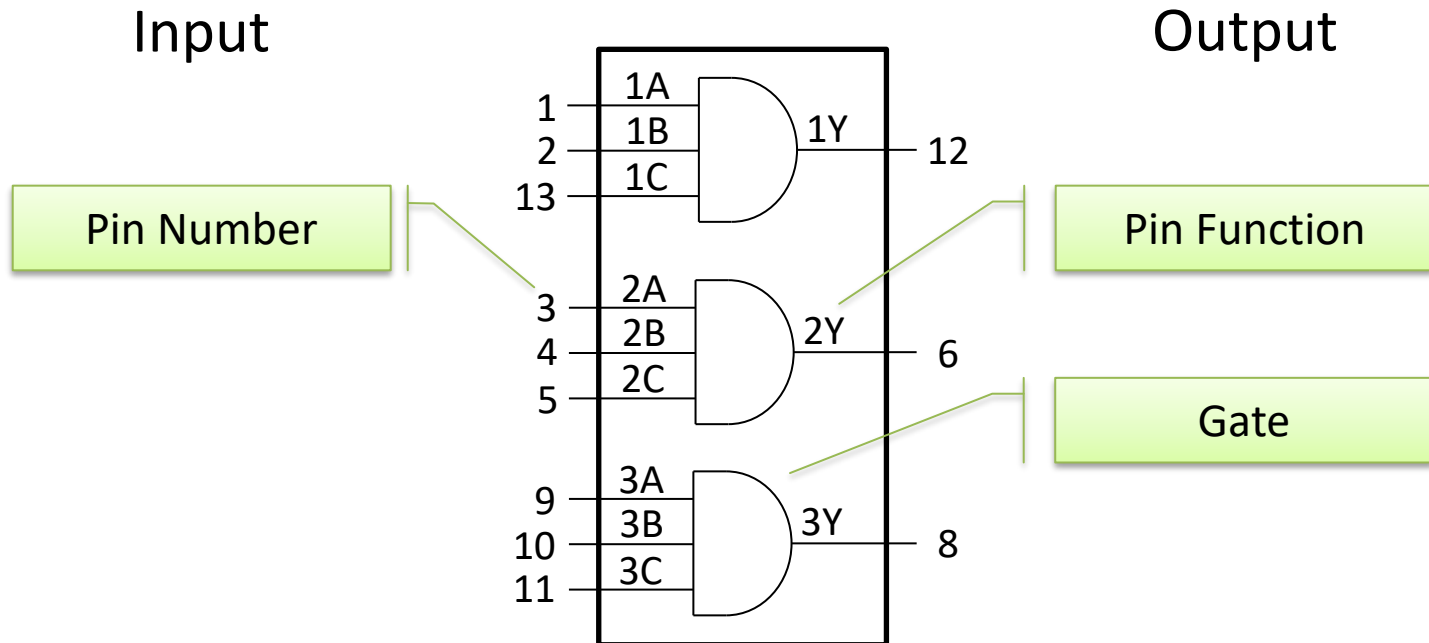 Input
Output
1 1A
2 1B
13 1C
1Y 12
Pin Number
Pin Function
3 2A
4 2B
5 2C
2Y 6
Gate
9 3A
10 3B
11 3C
3Y 8